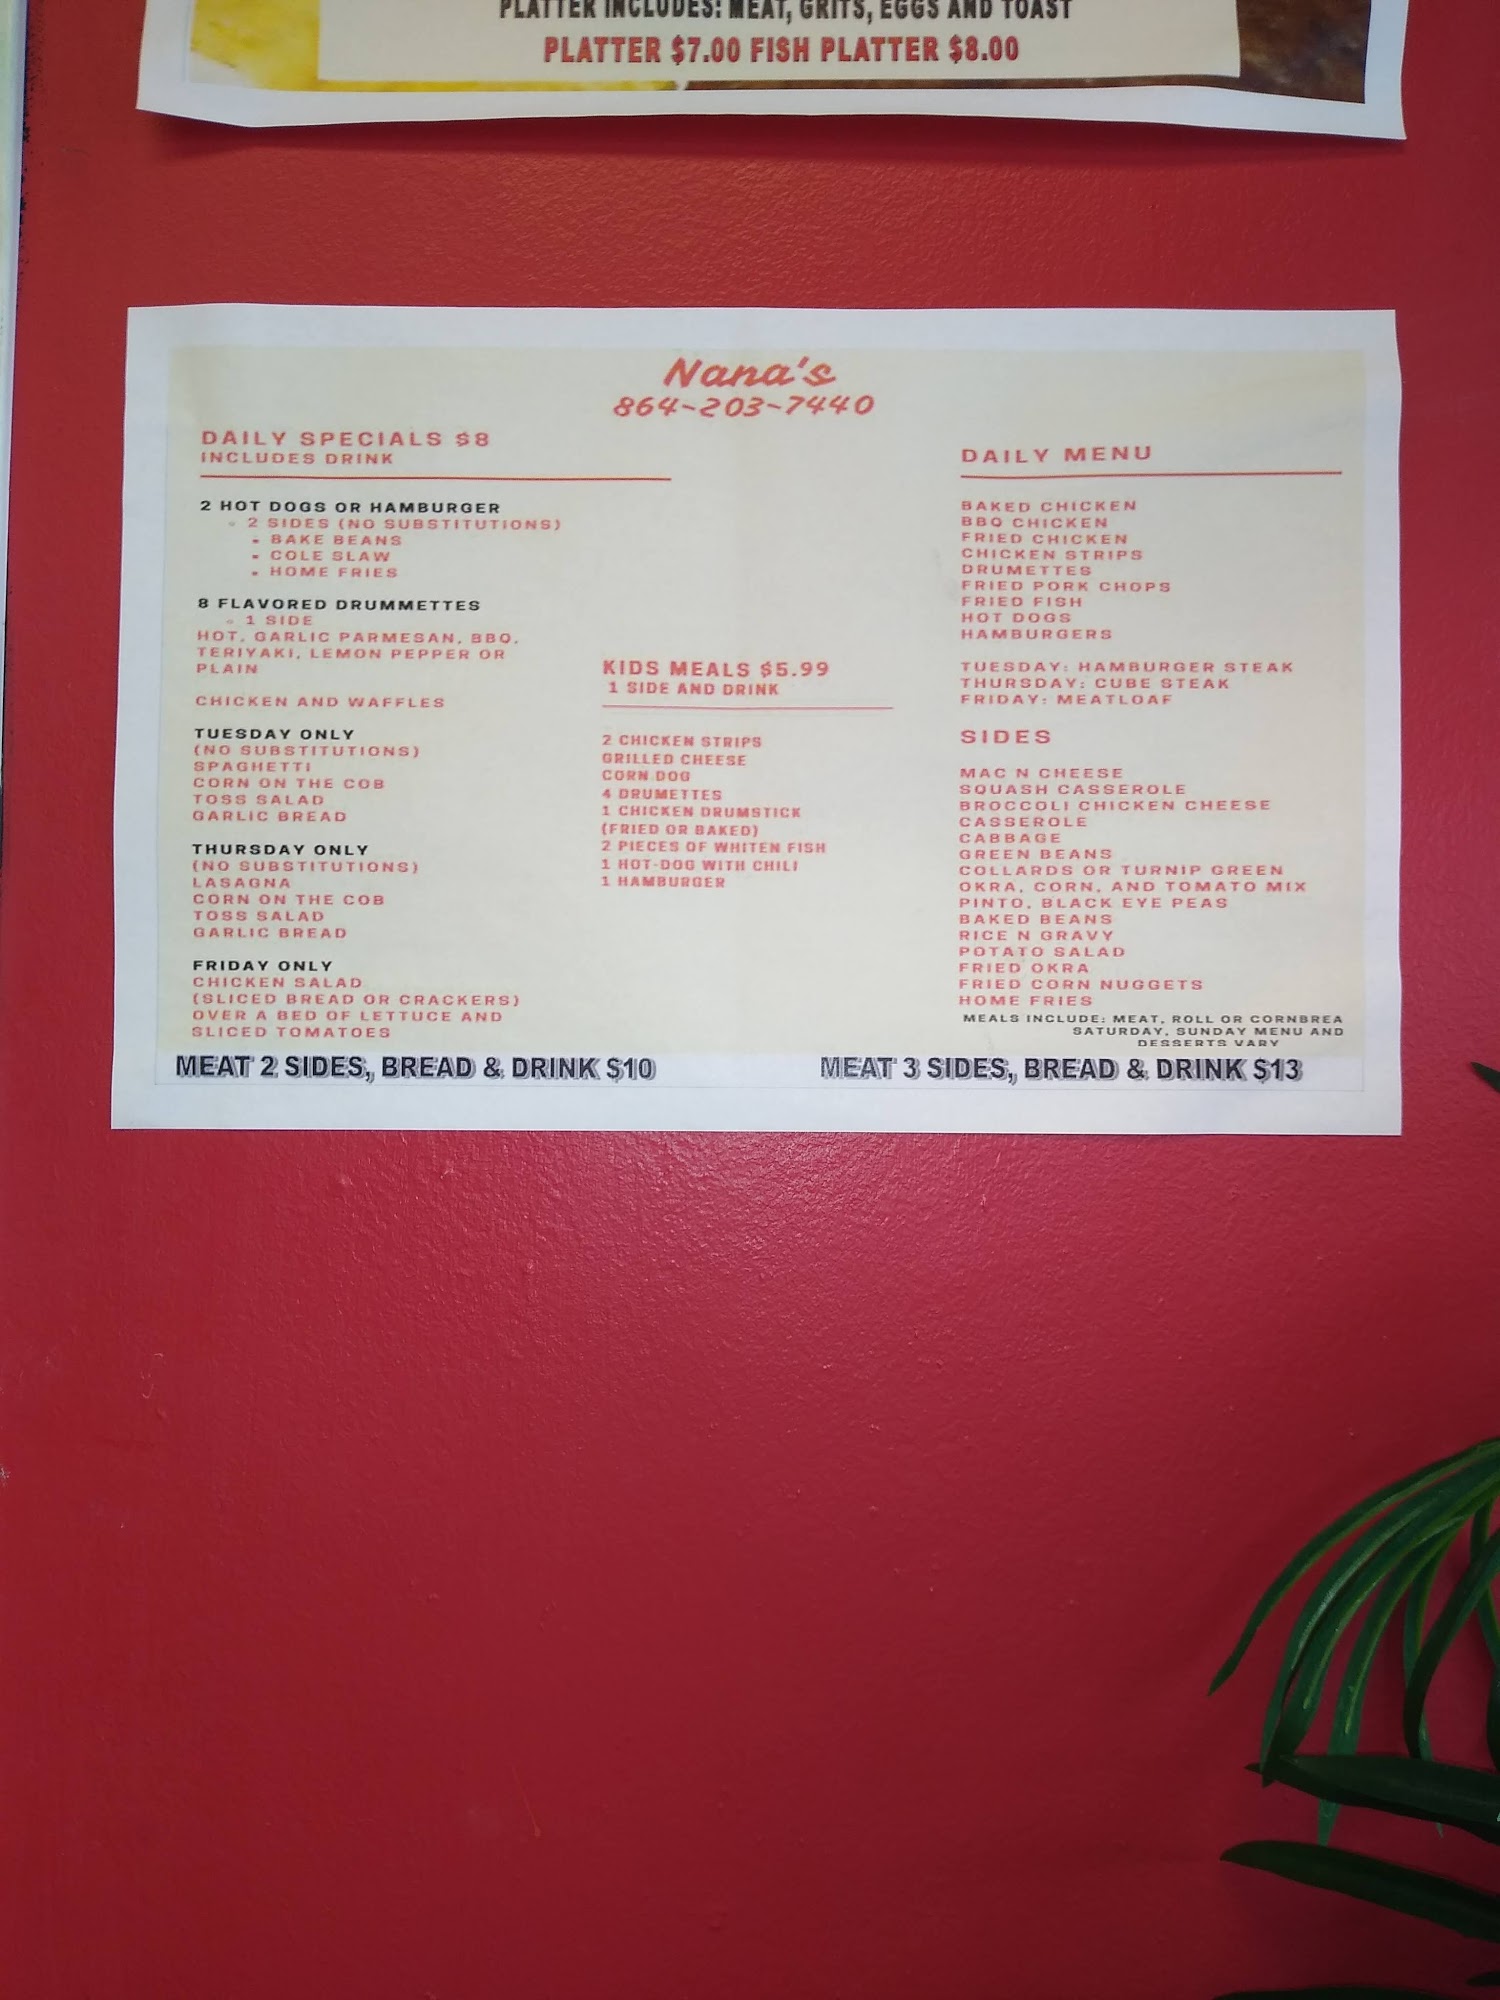 PLATTER INCLUDES: MEAT, GRITS, EGGS AND TOAST
PLATTER $7.00 FISH PLATTER $8.00
Nana's
864-203-7440
DAILY SPECIALS $8
INCLUDES DRINK
2 HOT DOGS OR HAMBURGER
2 SIDES (NO SUBSTITUTIONS)
BAKE BEANS
COLE SLAW
HOME FRIES
8 FLAVORED DRUMMETTES
1 SIDE
HOT, GARLIC PARMESAN, BBQ,
TERIYAKI, LEMON PEPPER OR
PLAIN
CHICKEN AND WAFFLES
TUESDAY ONLY
(NO SUBSTITUTIONS)
SPAGHETTI
CORN ON THE COB
TOSS SALAD
GARLIC BREAD
THURSDAY ONLY
(NO SUBSTITUTIONS)
LASAGNA
CORN ON THE COB
TOSS SALAD
GARLIC BREAD
FRIDAY ONLY
CHICKEN SALAD
(SLICED BREAD OR CRACKERS)
OVER A BED OF LETTUCE AND
SLICED TOMATOES
KIDS MEALS $5.99
1 SIDE AND DRINK
2 CHICKEN STRIPS
GRILLED CHEESE
CORN DOG
4 DRUMETTES
1 CHICKEN DRUMSTICK
(FRIED OR BAKED)
2 PIECES OF WHITEN FISH
1 HOT-DOG WITH CHILI
1 HAMBURGER
DAILY MENU
BAKED CHICKEN
BBQ CHICKEN
FRIED CHICKEN
CHICKEN STRIPS
DRUMETTES
FRIED PORK CHOPS
FRIED FISH
HOT DOGS
HAMBURGERS
TUESDAY: HAMBURGER STEAK
THURSDAY: CUBE STEAK
FRIDAY: MEATLOAF
SIDES
MAC N CHEESE
SQUASH CASSEROLE
BROCCOLI CHICKEN CHEESE
CASSEROLE
CABBAGE
GREEN BEANS
COLLARDS OR TURNIP GREEN
OKRA, CORN, AND TOMATO MIX
PINTO, BLACK EYE PEAS
BAKED BEANS
RICE N GRAVY
POTATO SALAD
FRIED OKRA
FRIED CORN NUGGETS
HOME FRIES
MEALS INCLUDE: MEAT, ROLL OR CORNBREA
SATURDAY, SUNDAY MENU AND
DESSERTS VARY
MEAT 2 SIDES, BREAD & DRINK $10
MEAT 3 SIDES, BREAD & DRINK $13